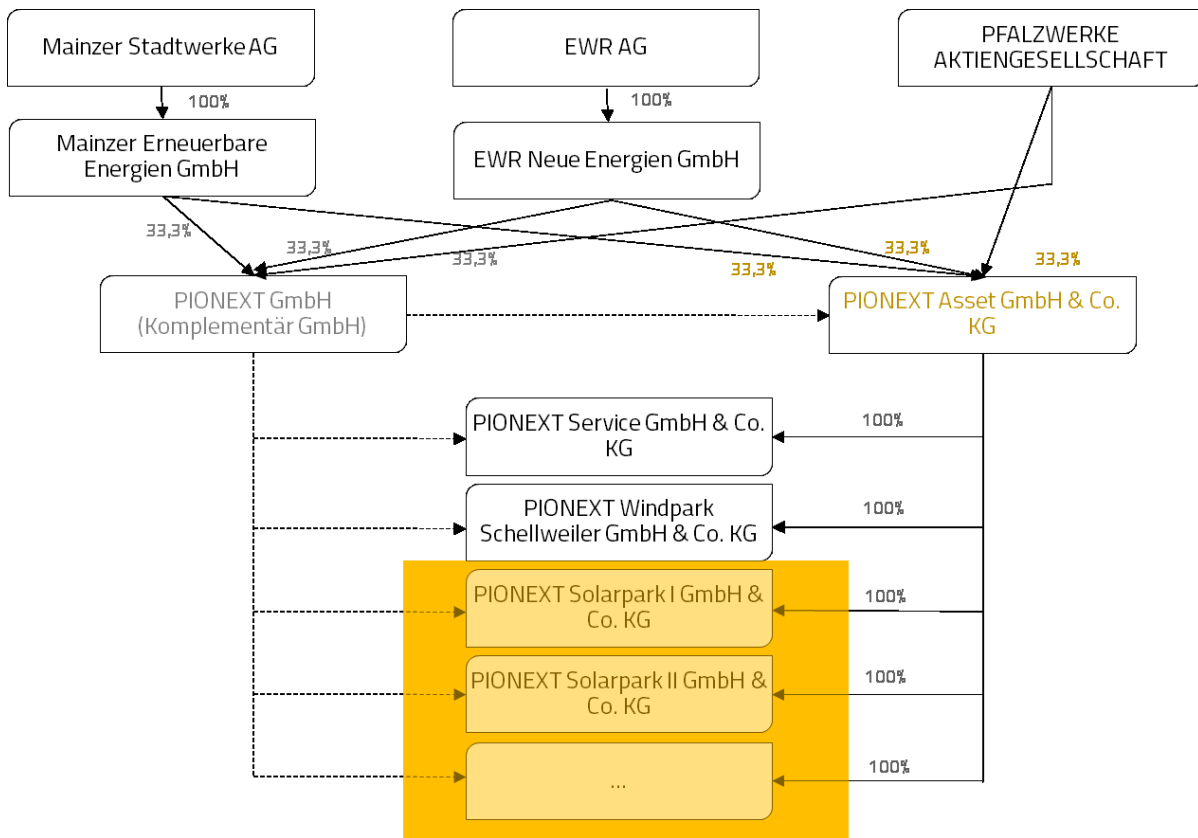 Mainzer Stadtwerke AG
EWR AG
PFALZWERKE
AKTIENGESELLSCHAFT
100%
100%
Mainzer Erneuerbare
Energien GmbH
EWR Neue Energien GmbH
33,3%
33,3%
33,3%
33,3%
33,3%
33,3%
PIONEXT GmbH
(Komplementär GmbH)
PIONEXT Asset GmbH & Co.
KG
PIONEXT Service GmbH & Co.
KG
100%
PIONEXT Windpark
Schellweiler GmbH & Co. KG
100%
PIONEXT Solarpark I GmbH &
Co. KG
100%
PIONEXT Solarpark II GmbH &
Co. KG
100%
...
100%